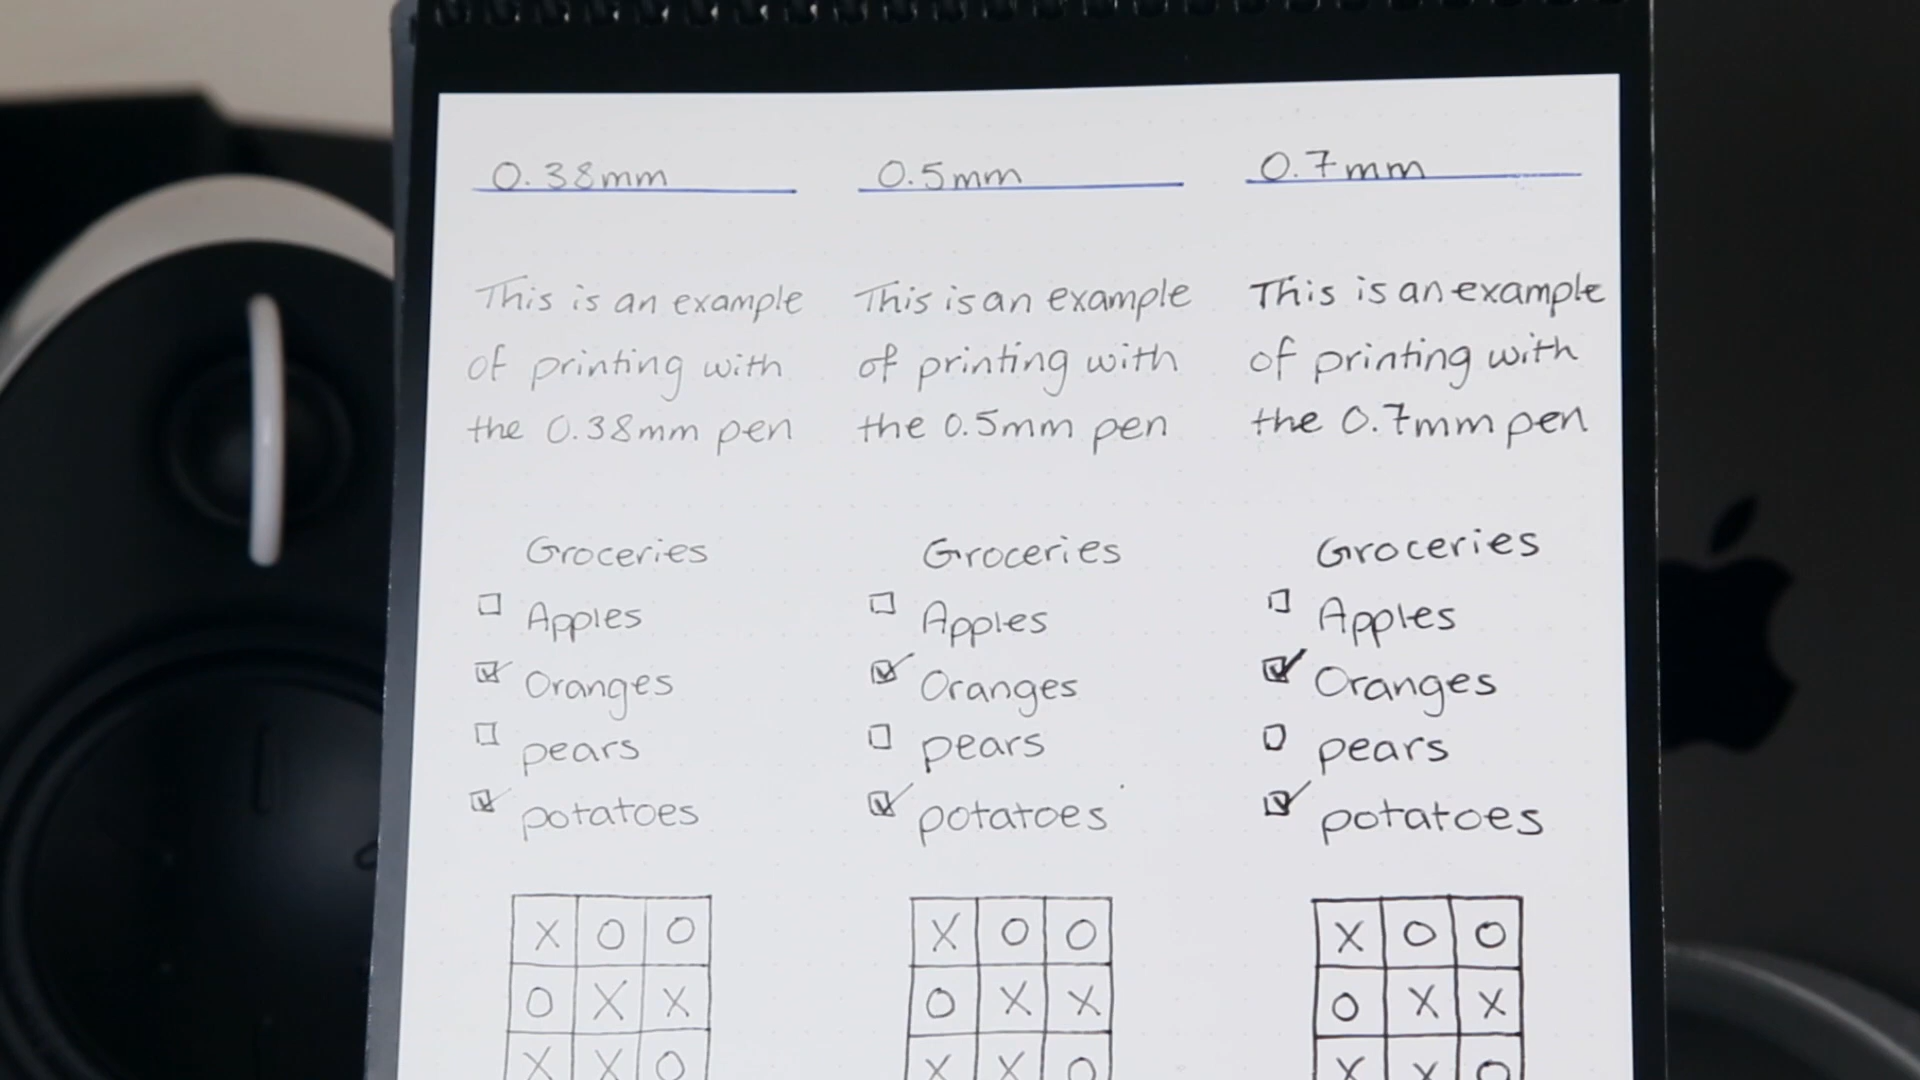 0.38mm
This is an example
of printing with
the 0.38mm pen
Groceries
Apples
Oranges
pears
potatoes
X O O
O X X
X X O
0.5mm
This is an example
of printing with
the 0.5mm pen
Groceries
Apples
Oranges
pears
potatoes
X O O
O X X
X X O
0.7mm
This is an example
of printing with
the 0.7mm pen
Groceries
Apples
Oranges
pears
potatoes
X O O
O X X
X X O